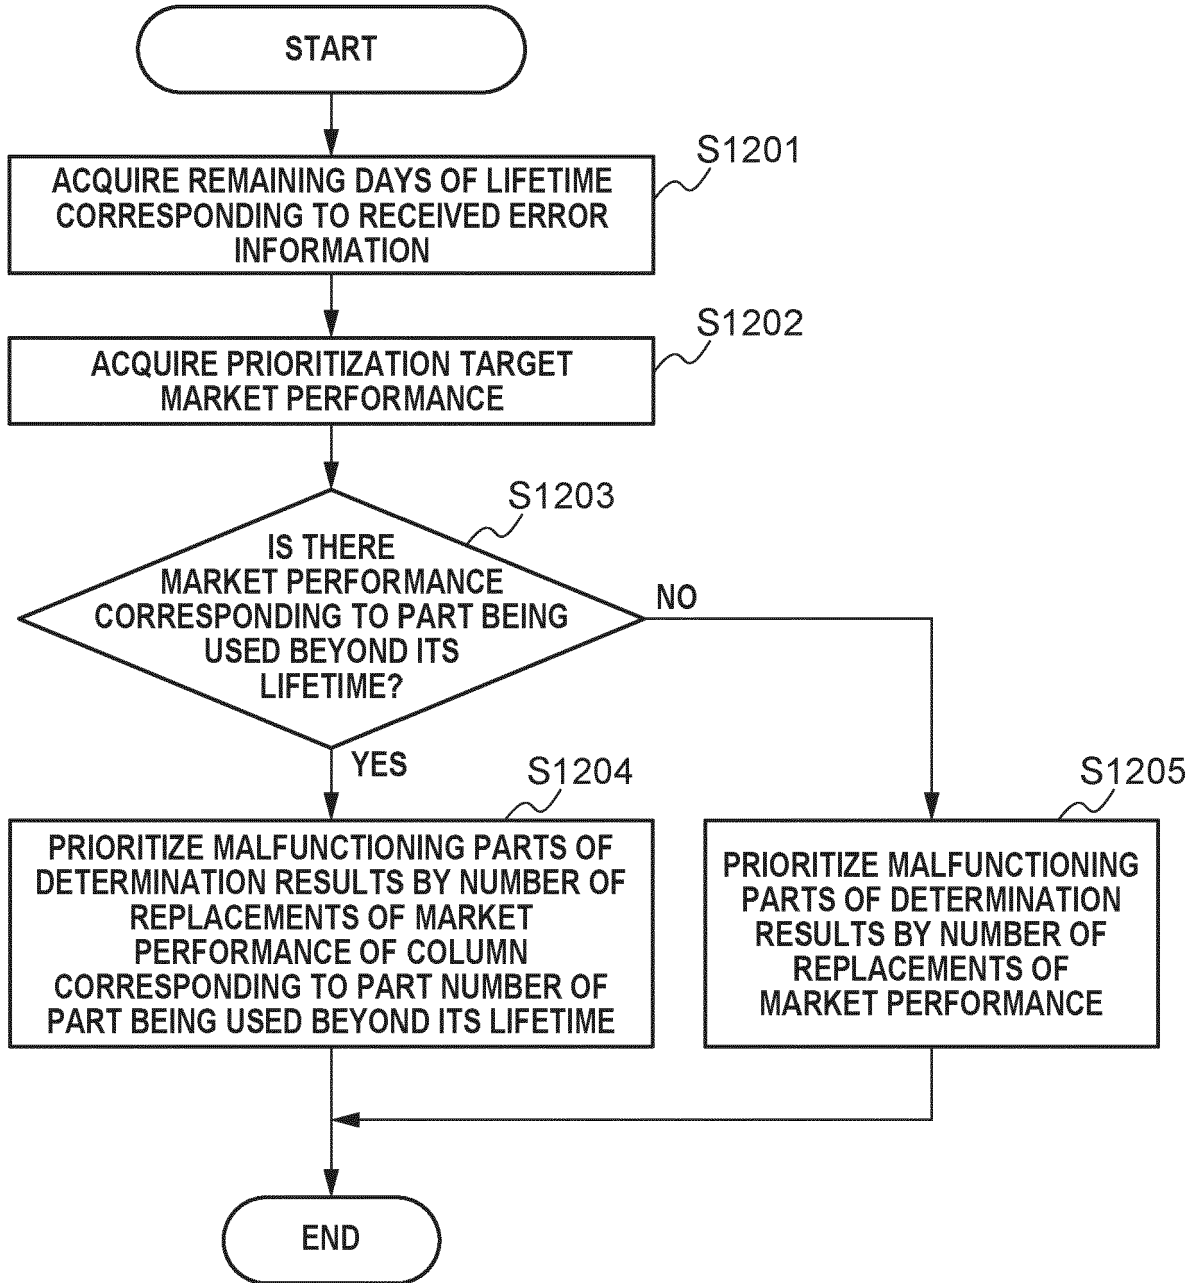 START
S1201
ACQUIRE REMAINING DAYS OF LIFETIME
CORRESPONDING TO RECEIVED ERROR
INFORMATION
S1202
ACQUIRE PRIORITIZATION TARGET
MARKET PERFORMANCE
S1203
IS THERE
MARKET PERFORMANCE
CORRESPONDING TO PART BEING
USED BEYOND ITS
LIFETIME?
NO
YES
S1204
PRIORITIZE MALFUNCTIONING PARTS OF
DETERMINATION RESULTS BY NUMBER OF
REPLACEMENTS OF MARKET
PERFORMANCE OF COLUMN
CORRESPONDING TO PART NUMBER OF
PART BEING USED BEYOND ITS LIFETIME
S1205
PRIORITIZE MALFUNCTIONING
PARTS OF DETERMINATION
RESULTS BY NUMBER OF
REPLACEMENTS OF
MARKET PERFORMANCE
END